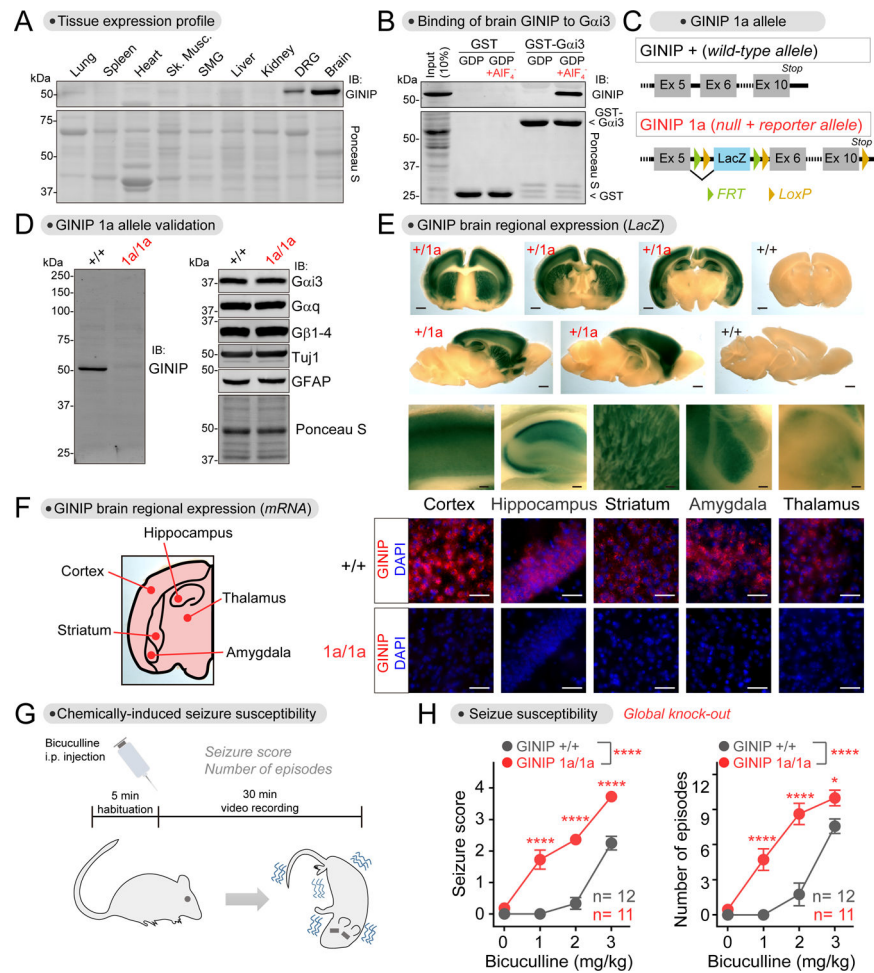 A • Tissue expression profile
Lung Spleen Heart Sk. Musc. SMG Liver Kidney DRG Brain
kDa
IB:
50
GINIP
75
50
37
25
Ponceau S
B • Binding of brain GINIP to Gαi3
GST GST-Gαi3
Input (10%)
GDP GDP +AlF4- GDP GDP +AlF4-
kDa
IB:
50
GINIP
GST-
< Gαi3
50
37
25
Ponceau S
< GST
C • GINIP 1a allele
GINIP + (wild-type allele)
Stop
Ex 5 Ex 6 Ex 10
GINIP 1a (null + reporter allele)
Stop
Ex 5 LacZ Ex 6 Ex 10
FRT LoxP
D • GINIP 1a allele validation
+/+ 1a/1a
kDa
250
150
100
75
50
37
25
IB:
GINIP
+/+ 1a/1a
kDa
IB:
37
Gαi3
37
Gαq
37
Gβ1-4
50
Tuj1
50
GFAP
50
37
Ponceau S
E • GINIP brain regional expression (LacZ)
+/1a +/1a +/1a +/+
+/1a +/1a +/+
Cortex Hippocampus Striatum Amygdala Thalamus
F • GINIP brain regional expression (mRNA)
Hippocampus
Cortex
Thalamus
Striatum
Amygdala
+/+
GINIP
DAPI
1a/1a
GINIP
DAPI
G • Chemically-induced seizure susceptibility
Bicuculline
i.p. injection
Seizure score
Number of episodes
5 min
habituation
30 min
video recording
H • Seizue susceptibility Global knock-out
GINIP +/+
GINIP 1a/1a
****
Seizure score
4
3
2
1
0
****
****
****
n= 12
n= 11
0 1 2 3
Bicuculline (mg/kg)
GINIP +/+
GINIP 1a/1a
****
Number of episodes
12
9
6
3
0
****
****
*
n= 12
n= 11
0 1 2 3
Bicuculline (mg/kg)